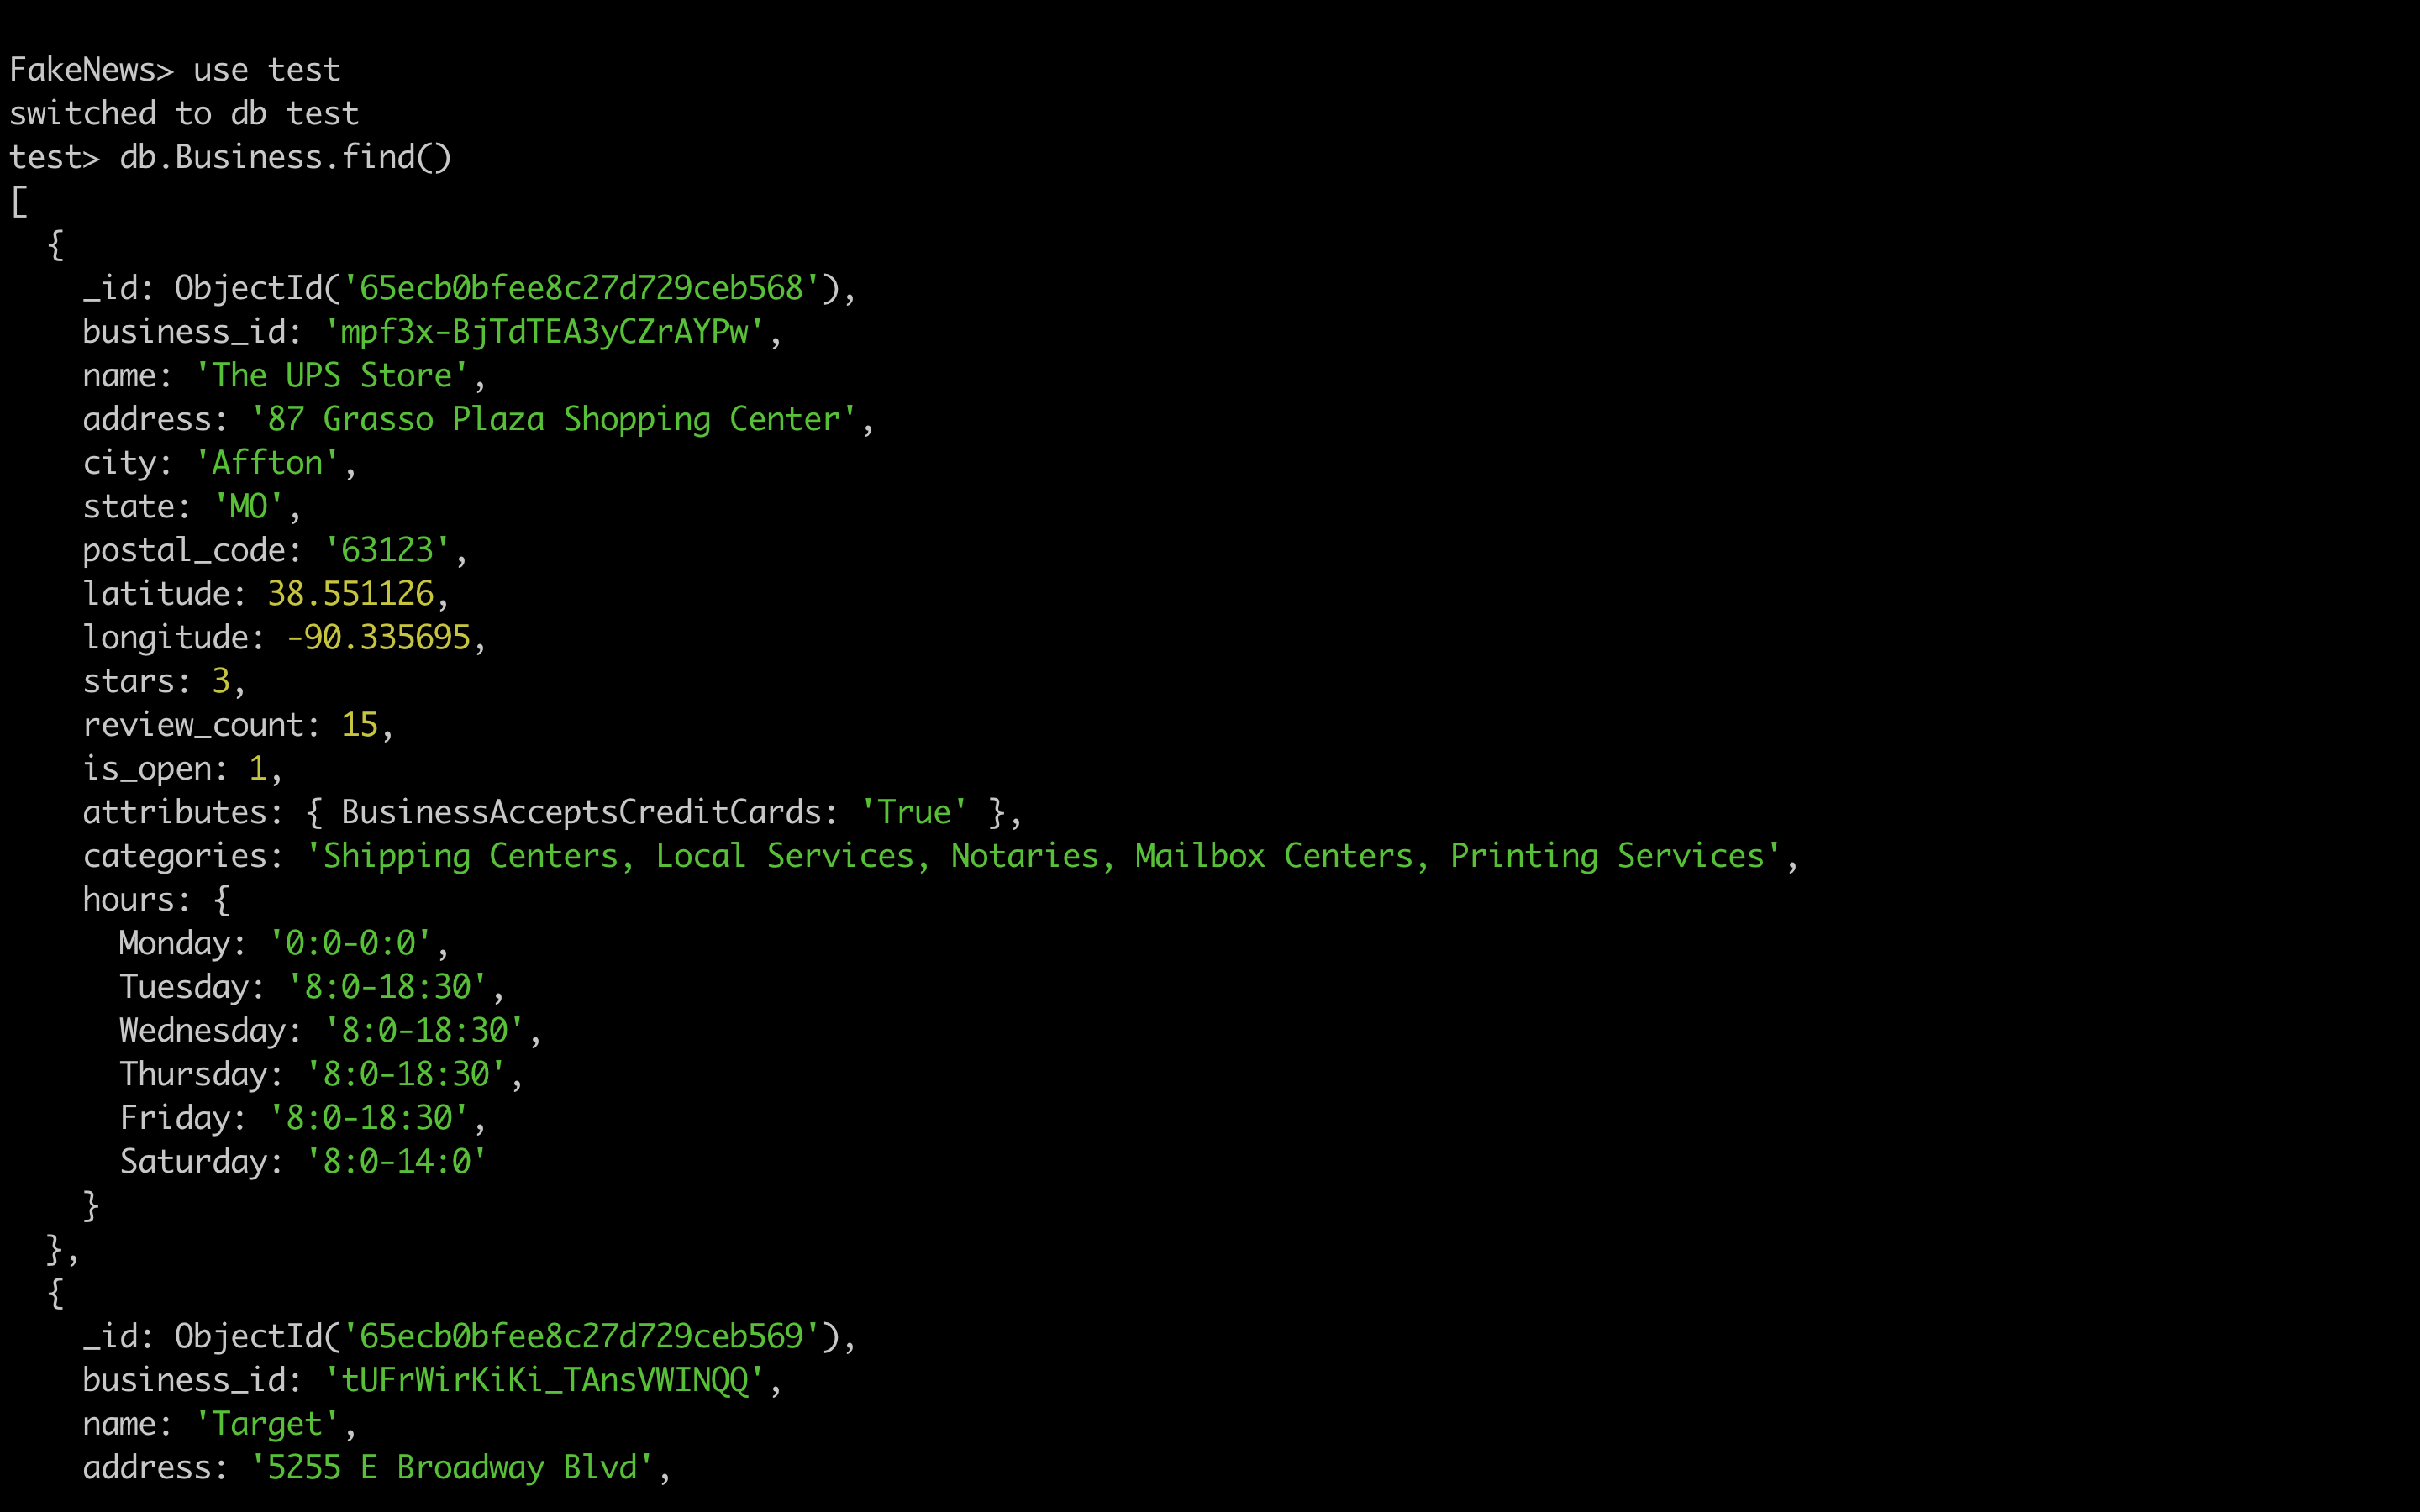 FakeNews> use test
switched to db test
test> db.Business.find()
[
  {
    _id: ObjectId('65ecb0bfee8c27d729ceb568'),
    business_id: 'mpf3x-BjTdTEA3yCZrAYPw',
    name: 'The UPS Store',
    address: '87 Grasso Plaza Shopping Center',
    city: 'Affton',
    state: 'MO',
    postal_code: '63123',
    latitude: 38.551126,
    longitude: -90.335695,
    stars: 3,
    review_count: 15,
    is_open: 1,
    attributes: { BusinessAcceptsCreditCards: 'True' },
    categories: 'Shipping Centers, Local Services, Notaries, Mailbox Centers, Printing Services',
    hours: {
      Monday: '0:0-0:0',
      Tuesday: '8:0-18:30',
      Wednesday: '8:0-18:30',
      Thursday: '8:0-18:30',
      Friday: '8:0-18:30',
      Saturday: '8:0-14:0'
    }
  },
  {
    _id: ObjectId('65ecb0bfee8c27d729ceb569'),
    business_id: 'tUFrWirKiKi_TAnsVWINQQ',
    name: 'Target',
    address: '5255 E Broadway Blvd',